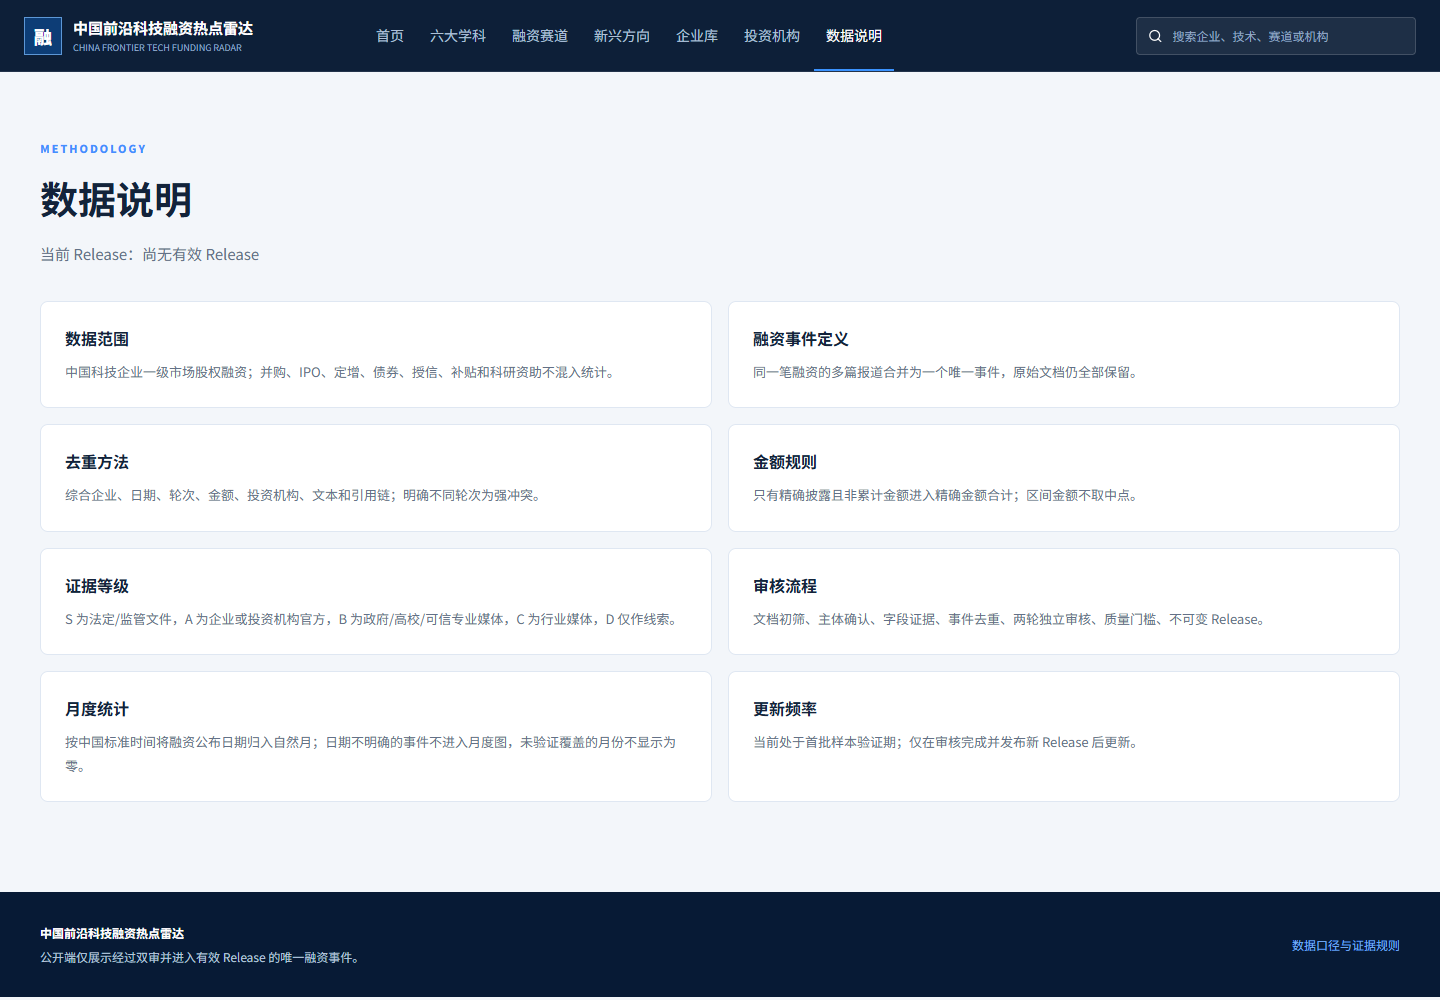 融
中国前沿科技融资热点雷达
CHINA FRONTIER TECH FUNDING RADAR
首页
六大学科
融资赛道
新兴方向
企业库
投资机构
数据说明
搜索企业、技术、赛道或机构
METHODOLOGY
数据说明
当前 Release：尚无有效 Release
数据范围
中国科技企业一级市场股权融资；并购、IPO、定增、债券、授信、补贴和科研资助不混入统计。
融资事件定义
同一笔融资的多篇报道合并为一个唯一事件，原始文档仍全部保留。
去重方法
综合企业、日期、轮次、金额、投资机构、文本和引用链；明确不同轮次为强冲突。
金额规则
只有精确披露且非累计金额进入精确金额合计；区间金额不取中点。
证据等级
S 为法定/监管文件，A 为企业或投资机构官方，B 为政府/高校/可信专业媒体，C 为行业媒体，D 仅作线索。
审核流程
文档初筛、主体确认、字段证据、事件去重、两轮独立审核、质量门槛、不可变 Release。
月度统计
按中国标准时间将融资公布日期归入自然月；日期不明确的事件不进入月度图，未验证覆盖的月份不显示为
零。
更新频率
当前处于首批样本验证期；仅在审核完成并发布新 Release 后更新。
中国前沿科技融资热点雷达
公开端仅展示经过双审并进入有效 Release 的唯一融资事件。
数据口径与证据规则